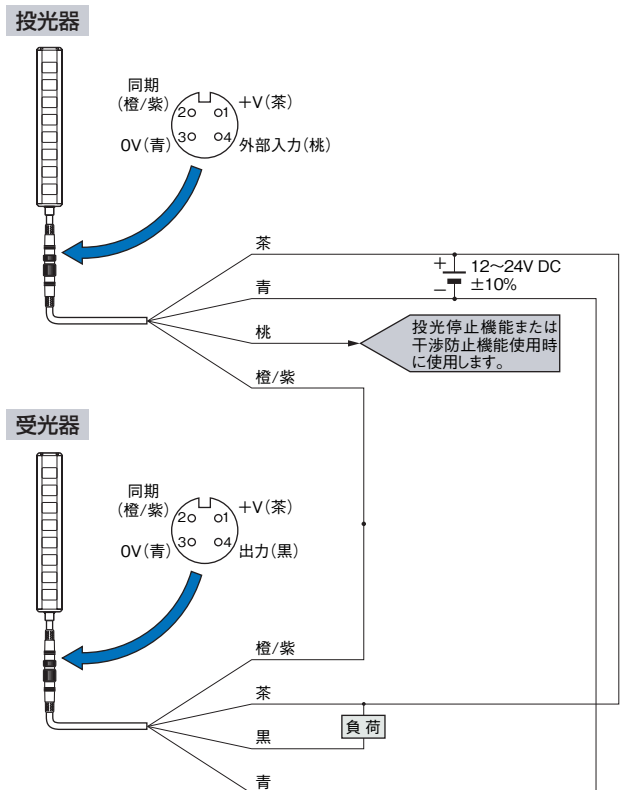 投光器
同期
(橙/紫)
2 1
+V(茶)
0V(青)
3 4
外部入力(桃)
茶
+
12〜24V DC
−
±10%
青
桃
投光停止機能または
干渉防止機能使用時
に使用します。
橙/紫
受光器
同期
(橙/紫)
2 1
+V(茶)
0V(青)
3 4
出力(黒)
橙/紫
茶
負荷
黒
青